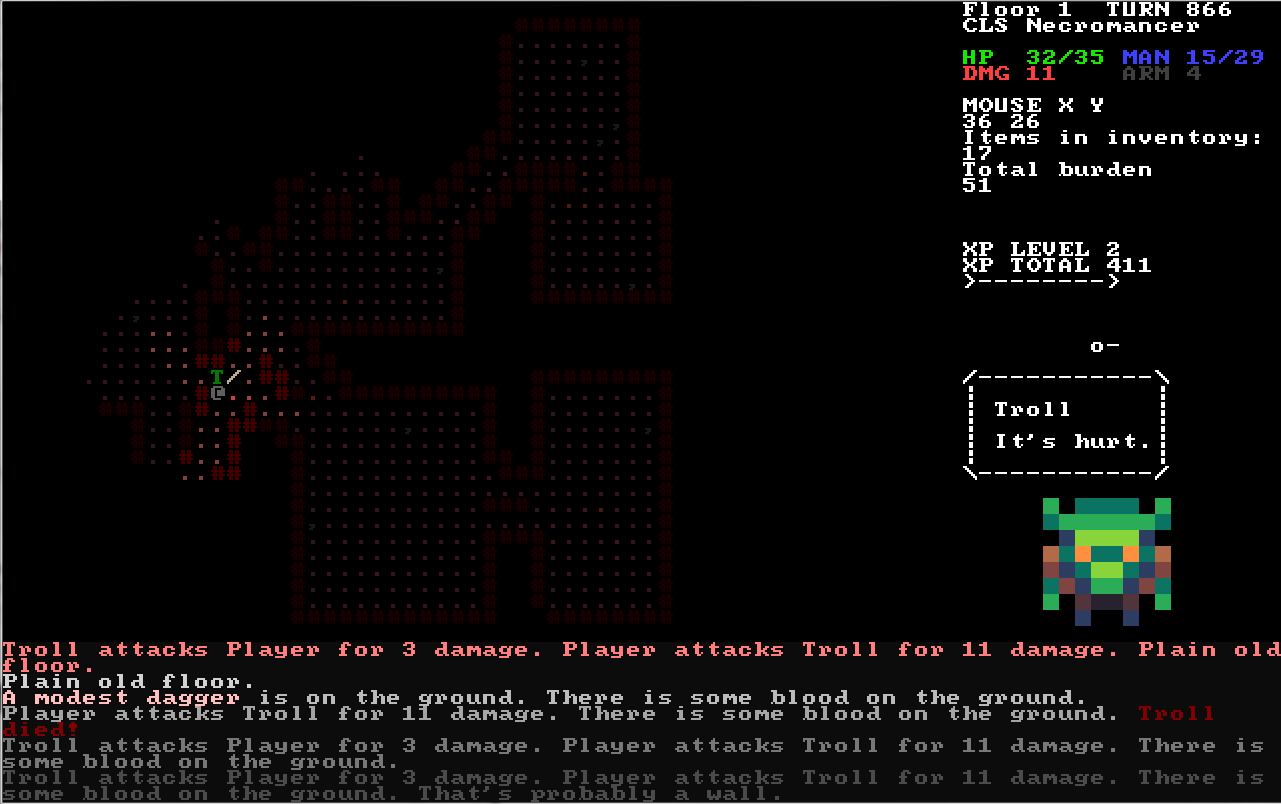 Floor 1  TURN 866
CLS Necromancer
HP  32/35 MAN 15/29
DMG 11    ARM 4
MOUSE X Y
36 26
Items in inventory:
17
Total burden
51
XP LEVEL 2
XP TOTAL 411
>-------->
o-
Troll
It's hurt.
Troll attacks Player for 3 damage. Player attacks Troll for 11 damage. Plain old
floor.
Plain old floor.
A modest dagger is on the ground. There is some blood on the ground.
Player attacks Troll for 11 damage. There is some blood on the ground. Troll
died!
Troll attacks Player for 3 damage. Player attacks Troll for 11 damage. There is
some blood on the ground.
Troll attacks Player for 3 damage. Player attacks Troll for 11 damage. There is
some blood on the ground. That's probably a wall.